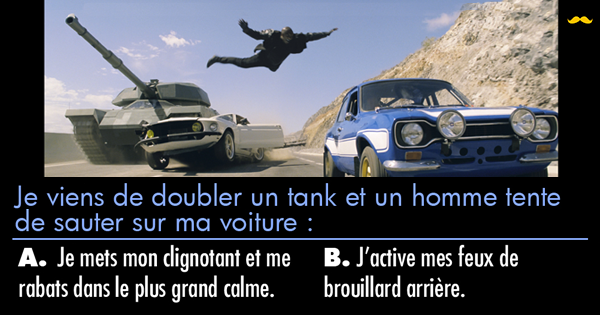 Je viens de doubler un tank et un homme tente
de sauter sur ma voiture :
A. Je mets mon clignotant et me
rabats dans le plus grand calme.
B. J'active mes feux de
brouillard arrière.